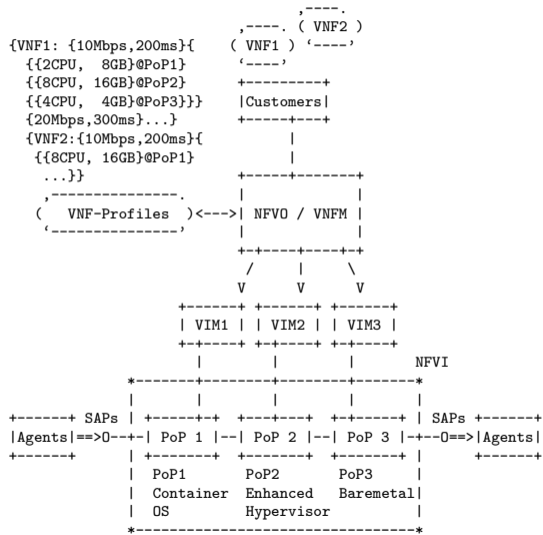 ,----.
                            ,----. ( VNF2 )
{VNF1: {10Mbps,200ms}{    ( VNF1 ) ‘----’
  {{2CPU,  8GB}@PoP1}      ‘----’
  {{8CPU, 16GB}@PoP2}      +---------+
  {{4CPU,  4GB}@PoP3}}}    |Customers|
  {20Mbps,300ms}...}       +-----+---+
  {VNF2:{10Mbps,200ms}{          |
   {{8CPU, 16GB}@PoP1}           |
    ...}}                  +-----+-------+
    ,---------------.      |             |
   (   VNF-Profiles  )<--->| NFVO / VNFM |
    ‘---------------’      |             |
                           +-+----+----+-+
                            /     |     \
                           V      V      V
                    +------+ +------+ +------+
                    | VIM1 | | VIM2 | | VIM3 |
                    +-+----+ +--+---+ +-+----+
                      |         |       |      NFVI
              *-------+--------+--------+-------*
              |       |        |        |       |
+------+ SAPs | +-----+-+  +---+---+  +-+-----+ | SAPs +------+
|Agents|==>O--+-| PoP 1 |--| PoP 2 |--| PoP 3 |-+--O==>|Agents|
+------+      | +-------+  +-------+  +-------+ |      +------+
              |  PoP1       PoP2       PoP3     |
              |  Container  Enhanced   Baremetal|
              |  OS         Hypervisor          |
              *---------------------------------*